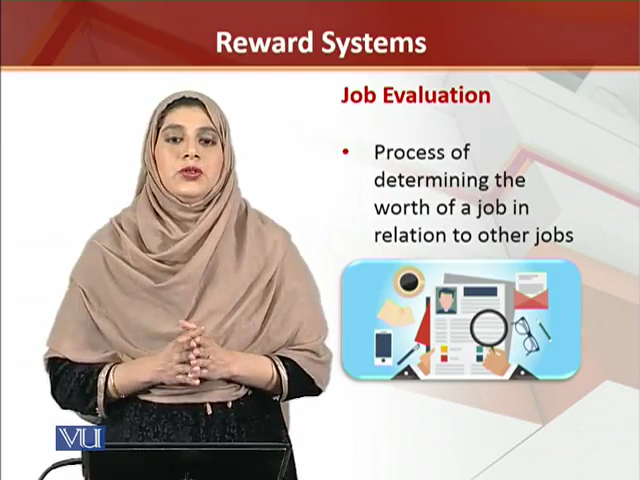 Reward Systems
Job Evaluation
• Process of
determining the
worth of a job in
relation to other jobs
VU